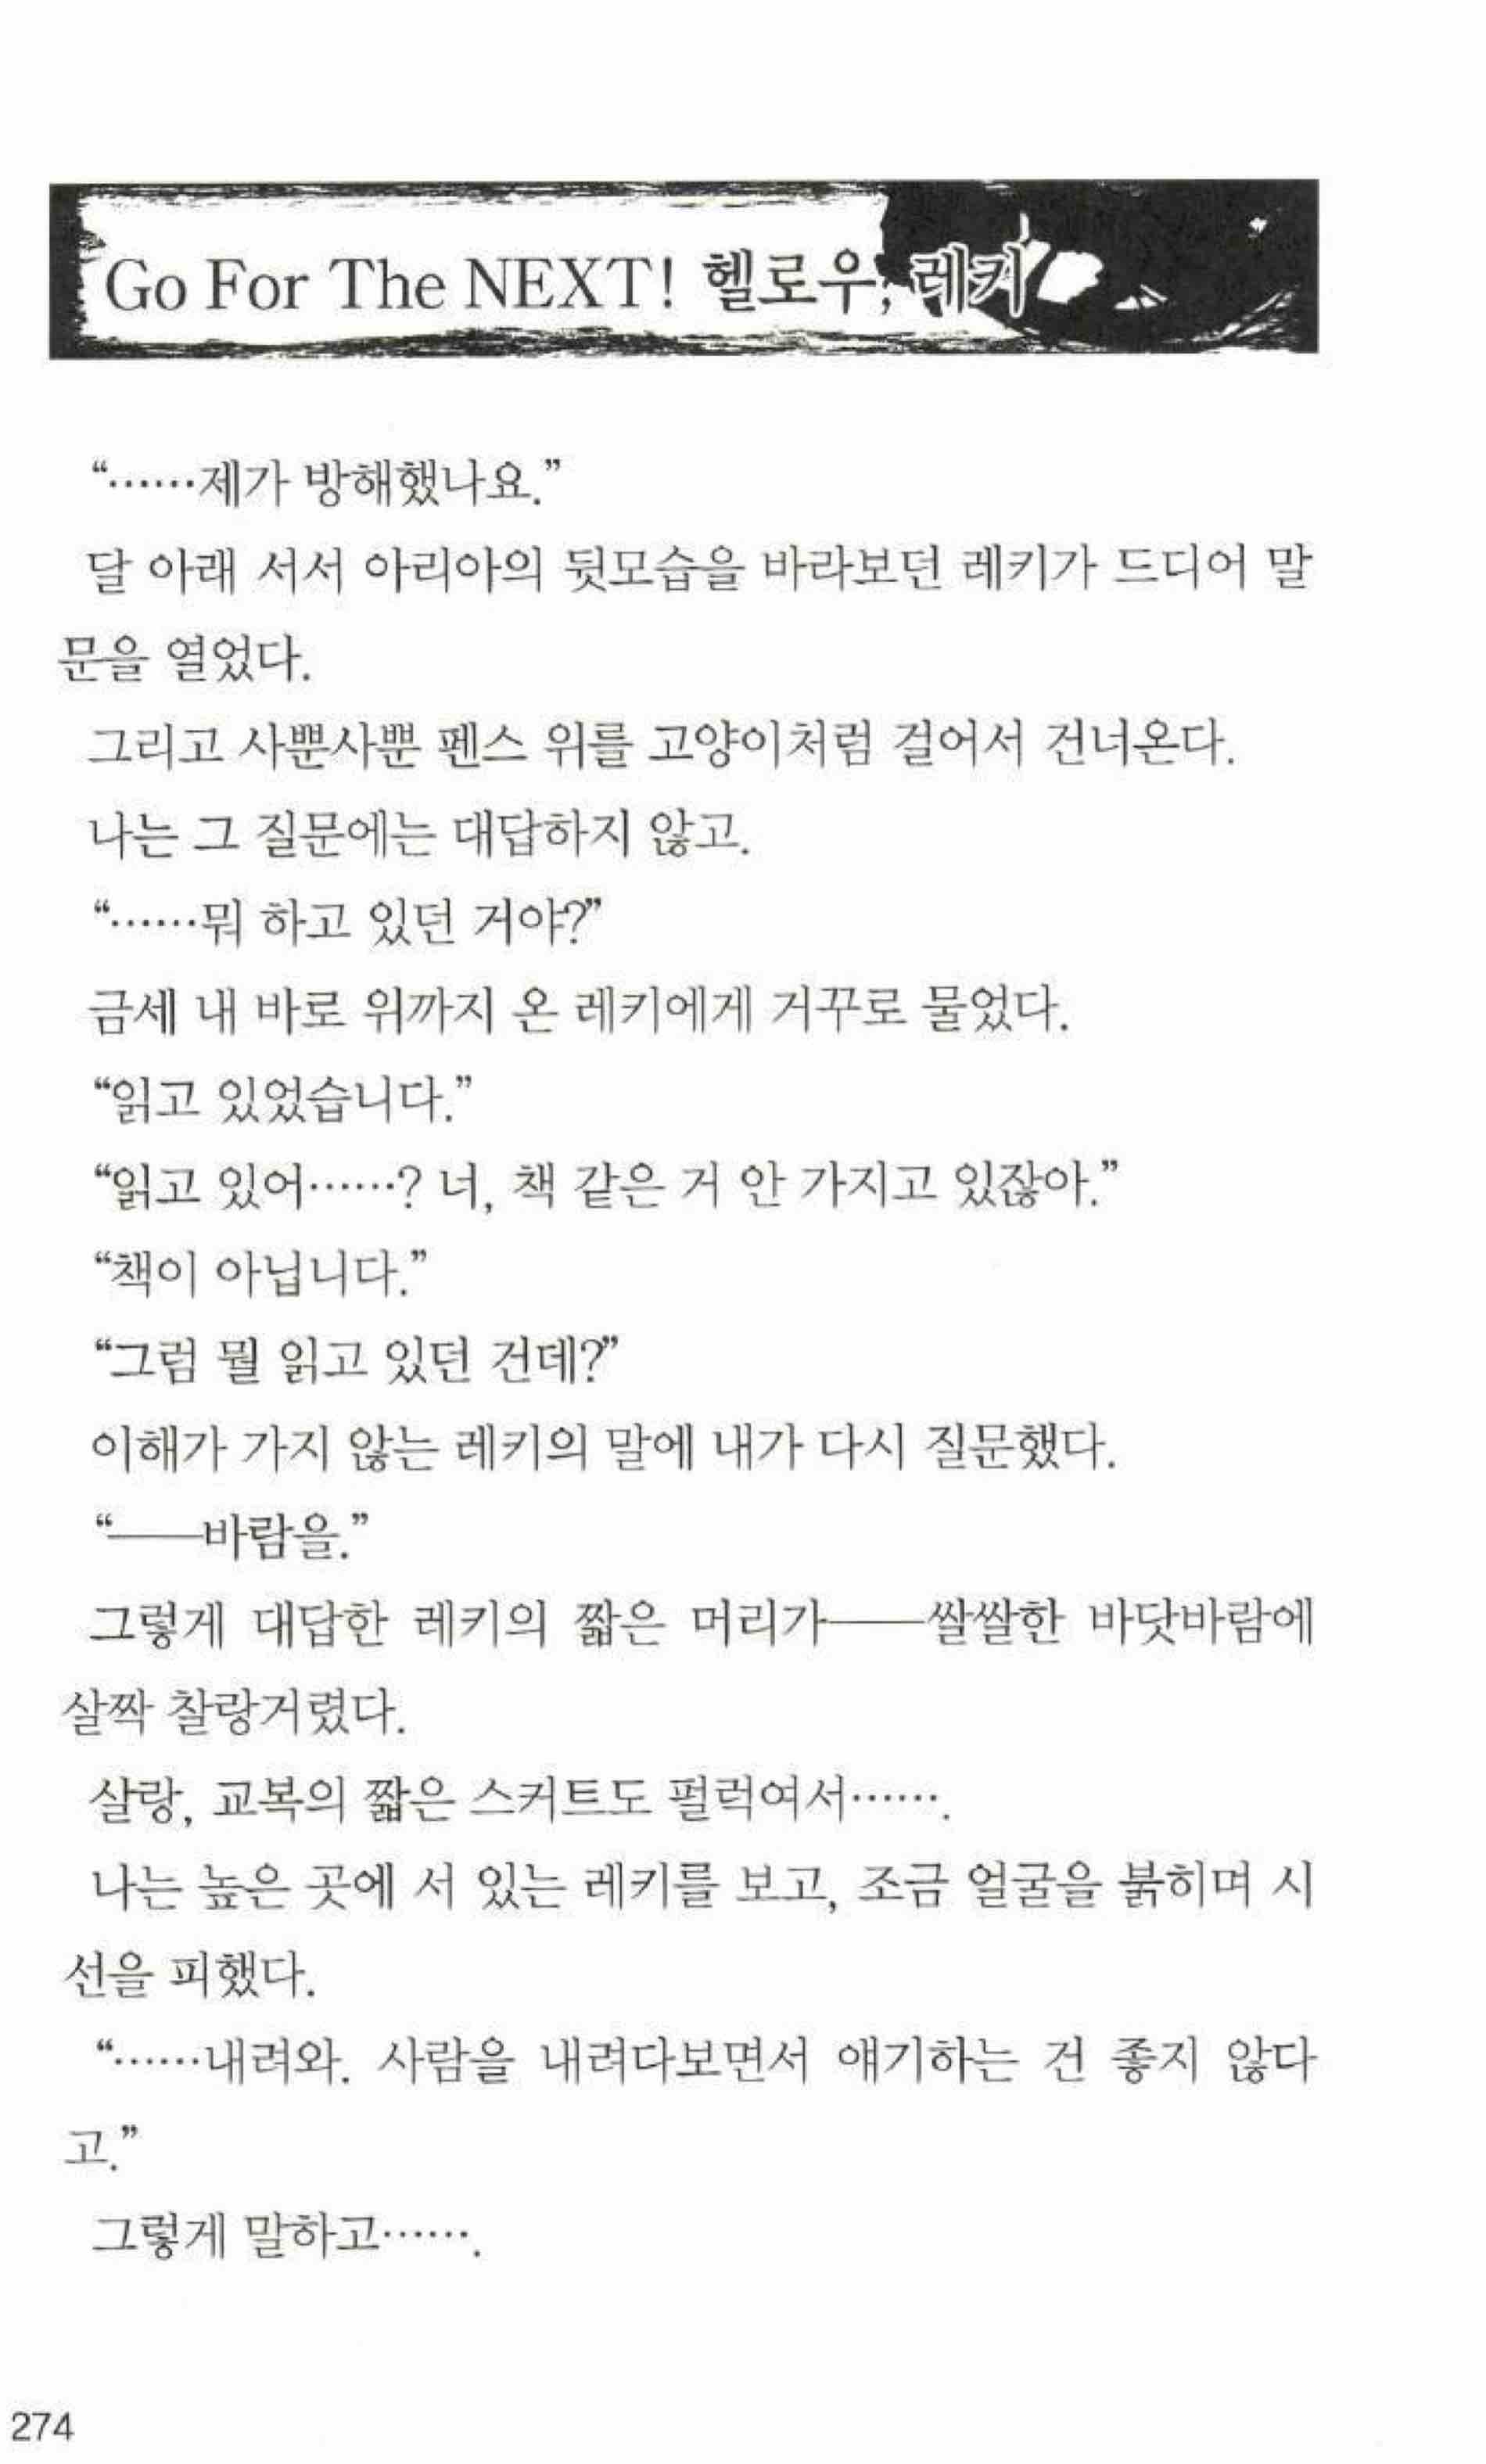 Go For The NEXT! 헬로우, 레키
“……제가 방해했나요.”
달 아래 서서 아리아의 뒷모습을 바라보던 레키가 드디어 말
문을 열었다.
그리고 사뿐사뿐 펜스 위를 고양이처럼 걸어서 건너온다.
나는 그 질문에는 대답하지 않고.
“……뭐 하고 있던 거야?”
금세 내 바로 위까지 온 레키에게 거꾸로 물었다.
“읽고 있었습니다.”
“읽고 있어……? 너, 책 같은 거 안 가지고 있잖아.”
“책이 아닙니다.”
“그럼 뭘 읽고 있던 건데?”
이해가 가지 않는 레키의 말에 내가 다시 질문했다.
“──바람을.”
그렇게 대답한 레키의 짧은 머리가──쌀쌀한 바닷바람에
살짝 찰랑거렸다.
살랑, 교복의 짧은 스커트도 펄럭여서…….
나는 높은 곳에 서 있는 레키를 보고, 조금 얼굴을 붉히며 시
선을 피했다.
“……내려와. 사람을 내려다보면서 얘기하는 건 좋지 않다
고.”
그렇게 말하고…….
274